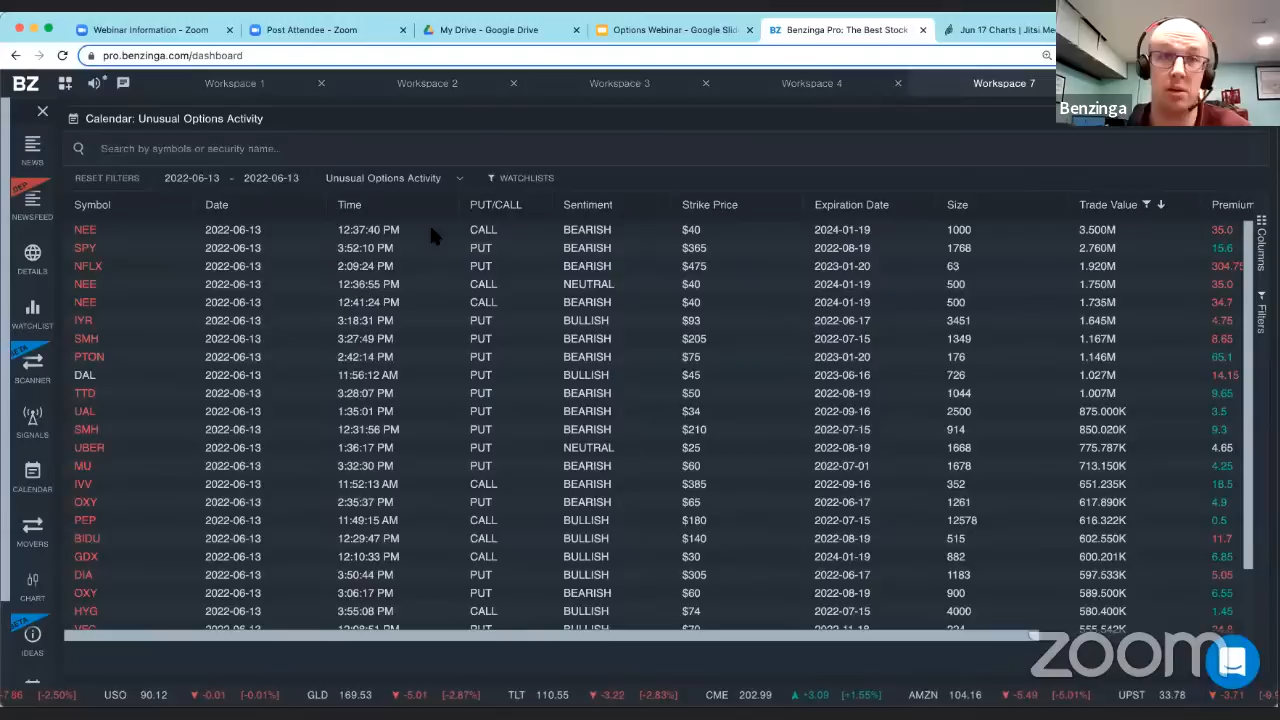 Webinar Information - Zoom
Post Attendee - Zoom
My Drive - Google Drive
Options Webinar - Google Slid
BZ Benzinga Pro: The Best Stock
Jun 17 Charts | Jitsi Me
pro.benzinga.com/dashboard
BZ
Workspace 1
Workspace 2
Workspace 3
Workspace 4
Workspace 7
Benzinga
Calendar: Unusual Options Activity
Search by symbols or security name..
RESET FILTERS 2022-06-13 - 2022-06-13 Unusual Options Activity WATCHLISTS
Symbol Date Time PUT/CALL Sentiment Strike Price Expiration Date Size Trade Value Premium
NEE 2022-06-13 12:37:40 PM CALL BEARISH $40 2024-01-19 1000 3.500M 35.0
SPY 2022-06-13 3:52:10 PM PUT BEARISH $365 2022-08-19 1768 2.760M 15.6
NFLX 2022-06-13 2:09:24 PM PUT BEARISH $475 2023-01-20 63 1.920M 304.75
NEE 2022-06-13 12:36:55 PM CALL NEUTRAL $40 2024-01-19 500 1.750M 35.0
NEE 2022-06-13 12:41:24 PM CALL BEARISH $40 2024-01-19 500 1.735M 34.7
IYR 2022-06-13 3:18:31 PM PUT BULLISH $93 2022-06-17 3451 1.645M 4.75
SMH 2022-06-13 3:27:49 PM PUT BEARISH $205 2022-07-15 1349 1.167M 8.65
PTON 2022-06-13 2:42:14 PM PUT BEARISH $75 2023-01-20 176 1.146M 65.1
DAL 2022-06-13 11:56:12 AM PUT BULLISH $45 2023-06-16 726 1.027M 14.15
TTD 2022-06-13 3:28:07 PM PUT BEARISH $50 2022-08-19 1044 1.007M 9.65
UAL 2022-06-13 1:35:01 PM PUT BEARISH $34 2022-09-16 2500 875.000K 3.5
SMH 2022-06-13 12:31:56 PM PUT BEARISH $210 2022-07-15 914 850.020K 9.3
UBER 2022-06-13 1:36:17 PM PUT NEUTRAL $25 2022-08-19 1668 775.787K 4.65
MU 2022-06-13 3:32:30 PM PUT BEARISH $60 2022-07-01 1678 713.150K 4.25
IVV 2022-06-13 11:52:13 AM CALL BEARISH $385 2022-09-16 352 651.235K 18.5
OXY 2022-06-13 2:35:37 PM PUT BEARISH $65 2022-06-17 1261 617.890K 4.9
PEP 2022-06-13 11:49:15 AM CALL BULLISH $180 2022-07-15 12578 616.322K 0.5
BIDU 2022-06-13 12:29:47 PM CALL BULLISH $140 2022-08-19 515 602.550K 11.7
GDX 2022-06-13 12:10:33 PM CALL BULLISH $30 2024-01-19 882 600.201K 6.85
DIA 2022-06-13 3:50:44 PM PUT BULLISH $305 2022-06-17 1183 597.533K 5.05
OXY 2022-06-13 3:06:17 PM PUT BEARISH $60 2022-08-19 900 589.500K 6.55
HYG 2022-06-13 3:55:08 PM CALL BULLISH $74 2022-07-15 4000 580.400K 1.45
NEWS
DEP
NEWSFEED
DETAILS
WATCHLIST
BETA
SCANNER
SIGNALS
CALENDAR
MOVERS
CHART
BETA
IDEAS
Columns
Filters
zoom
-7.86 [-2.50%] USO 90.12 -0.01 [-0.01%] GLD 169.53 -5.01 [-2.87%] TLT 110.55 -3.22 [-2.83%] CME 202.99 +3.09 [+1.55%] AMZN 104.16 -5.49 [-5.01%] UPST 33.78 -3.71